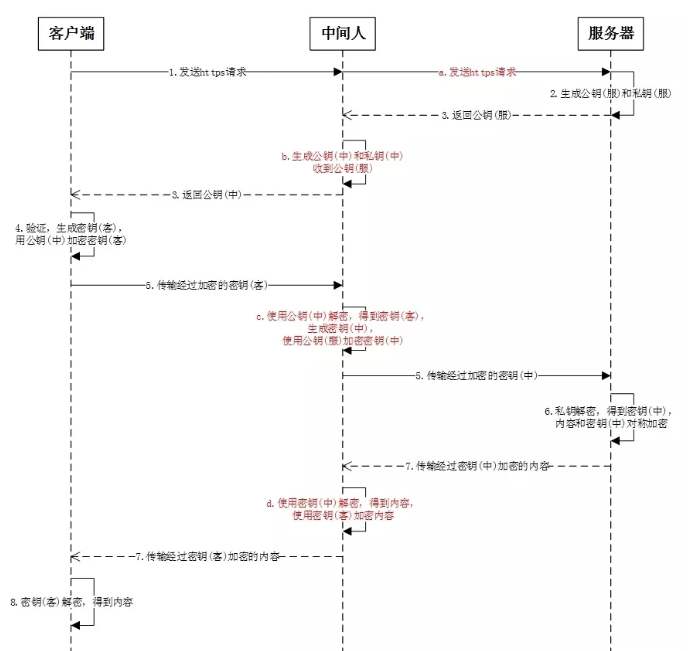 客户端
中间人
服务器
1.发送https请求
a.发送https请求
2.生成公钥(服)和私钥(服)
3.返回公钥(服)
b.生成公钥(中)和私钥(中)
收到公钥(服)
3.返回公钥(中)
4.验证，生成密钥(客)，
用公钥(中)加密密钥(客)
5.传输经过加密的密钥(客)
c.使用公钥(中)解密，得到密钥(客)，
生成密钥(中)，
使用公钥(服)加密密钥(中)
5.传输经过加密的密钥(中)
6.私钥解密，得到密钥(中)，
内容和密钥(中)对称加密
7.传输经过密钥(中)加密的内容
d.使用密钥(中)解密，得到内容，
使用密钥(客)加密内容
7.传输经过密钥(客)加密的内容
8.密钥(客)解密，得到内容